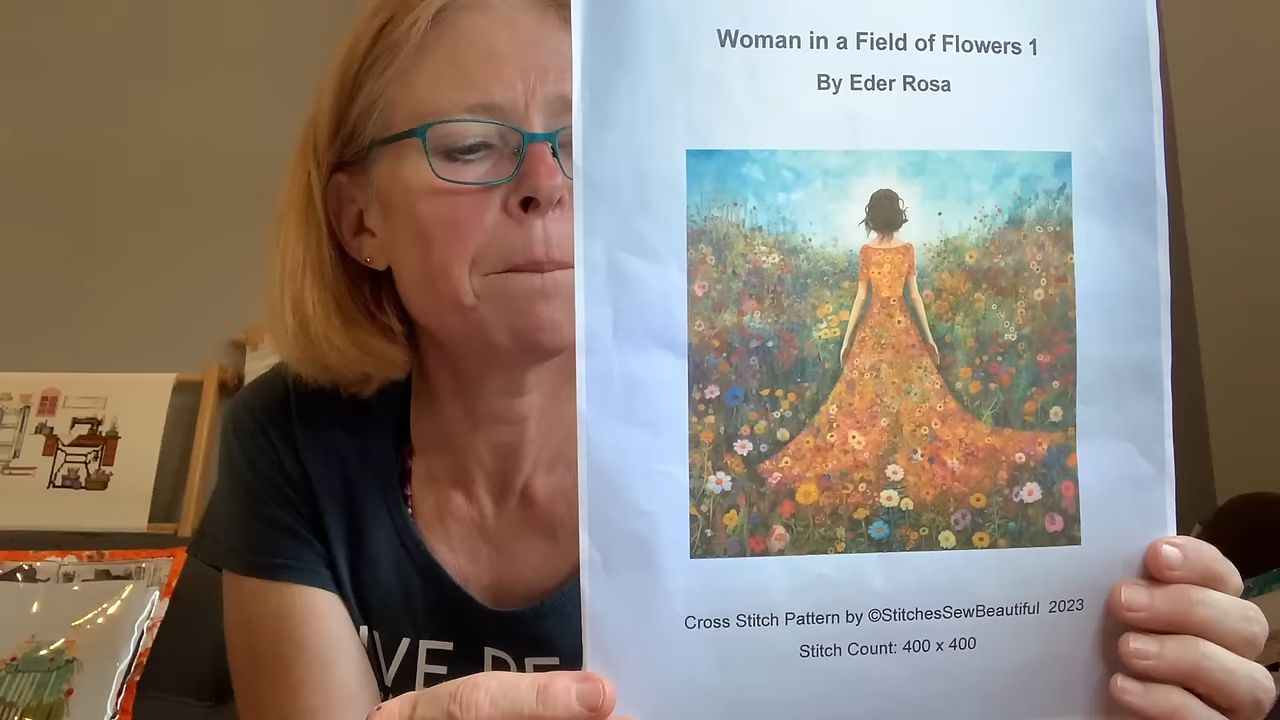 Woman in a Field of Flowers 1
By Eder Rosa
Cross Stitch Pattern by ©StitchesSewBeautiful 2023
Stitch Count: 400 x 400